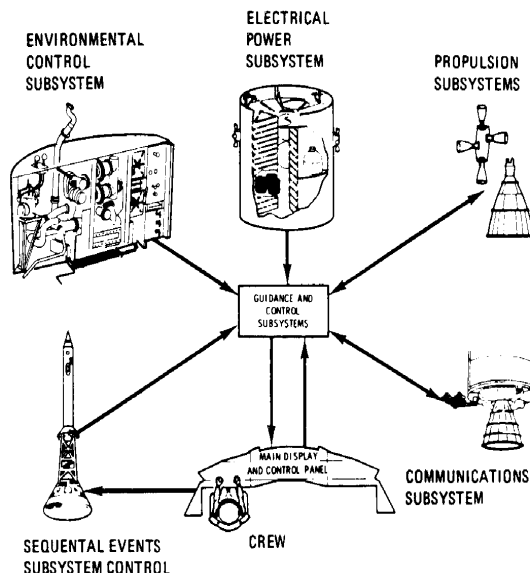 ENVIRONMENTAL
CONTROL
SUBSYSTEM
ELECTRICAL
POWER
SUBSYSTEM
PROPULSION
SUBSYSTEMS
GUIDANCE AND
CONTROL
SUBSYSTEMS
MAIN DISPLAY
AND CONTROL PANEL
COMMUNICATIONS
SUBSYSTEM
CREW
SEQUENTAL EVENTS
SUBSYSTEM CONTROL